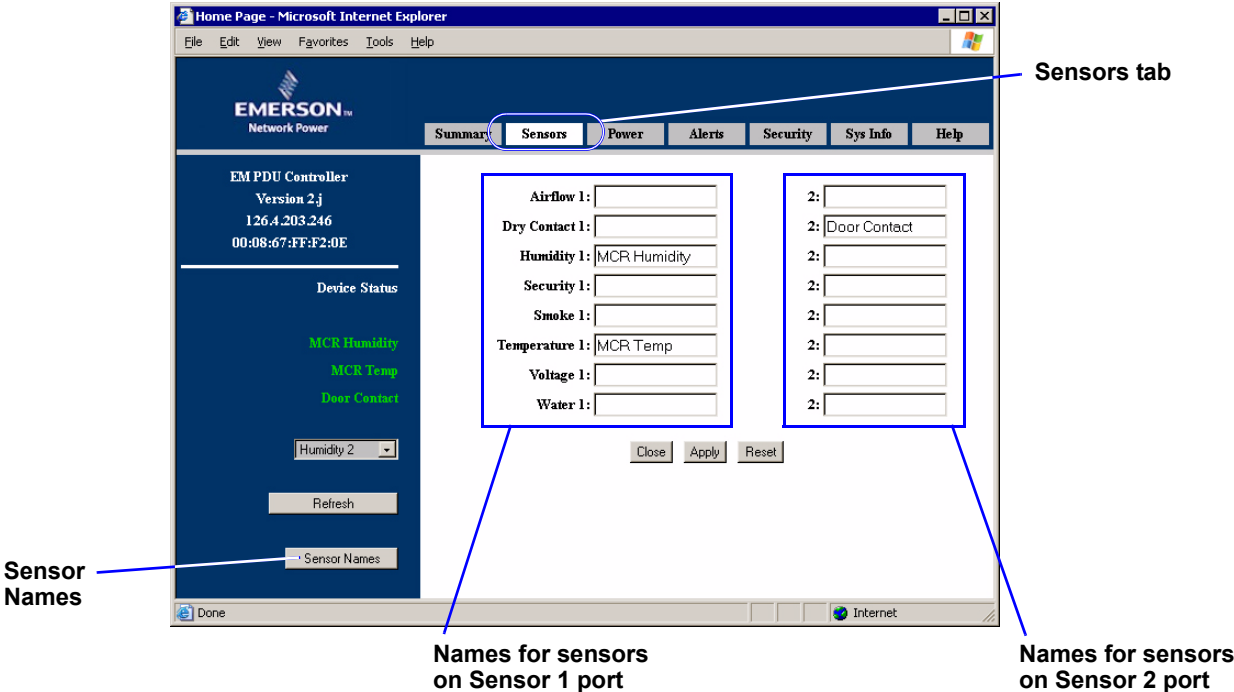 Home Page - Microsoft Internet Explorer
File Edit View Favorites Tools Help
Sensors tab
EMERSON TM
Network Power
Summary Sensors Power Alerts Security Sys Info Help
EM PDU Controller
Version 2.j
126.4.203.246
00:08:67:FF:F2:0E
Device Status
MCR Humidity
MCR Temp
Door Contact
Humidity 2
Refresh
Sensor Names
Airflow 1: 2:
Dry Contact 1: 2: Door Contact
Humidity 1: MCR Humidity 2:
Security 1: 2:
Smoke 1: 2:
Temperature 1: MCR Temp 2:
Voltage 1: 2:
Water 1: 2:
Close Apply Reset
Sensor
Names
Done Internet
Names for sensors
on Sensor 1 port
Names for sensors
on Sensor 2 port